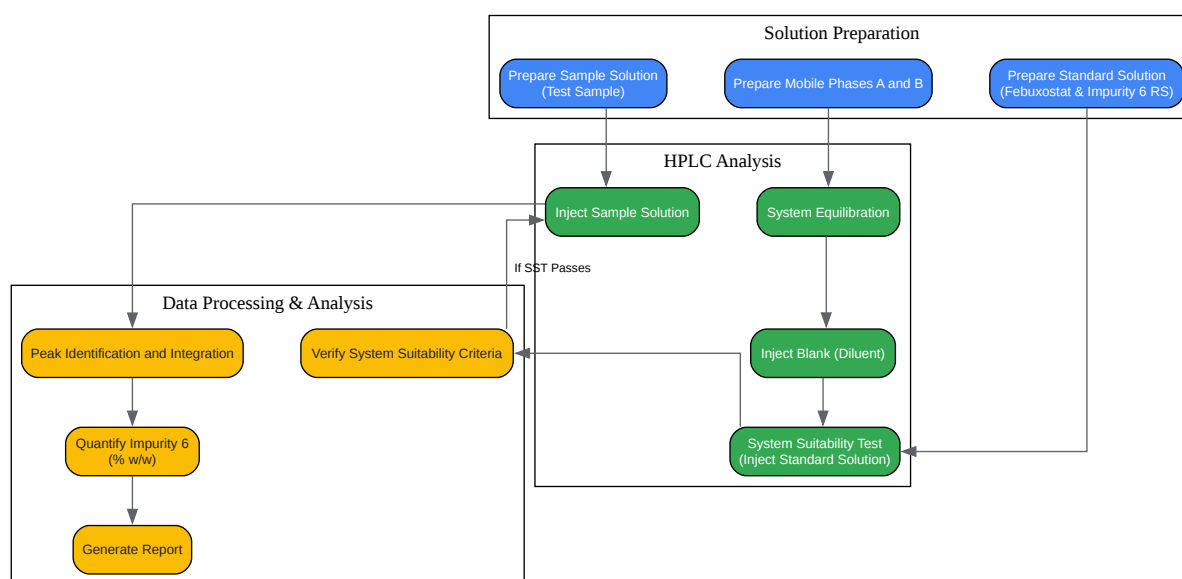 Solution Preparation
Prepare Sample Solution
(Test Sample)
Prepare Mobile Phases A and B
Prepare Standard Solution
(Febuxostat & Impurity 6 RS)
HPLC Analysis
Inject Sample Solution
System Equilibration
If SST Passes
Data Processing & Analysis
Peak Identification and Integration
Verify System Suitability Criteria
Inject Blank (Diluent)
Quantify Impurity 6
(% w/w)
System Suitability Test
(Inject Standard Solution)
Generate Report